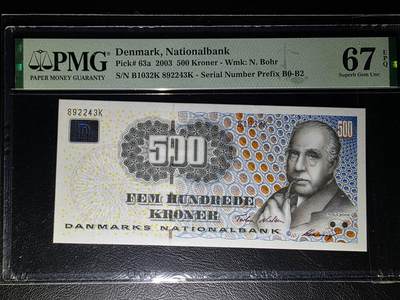 PMG
PAPER MONEY GUARANTY
Denmark, Nationalbank
Pick# 63a 2003 500 Kroner - Wmk: N. Bohr
S/N B1032K 892243K - Serial Number Prefix B0-B2
67
EPQ
Superb Gem Unc
892243K
500
500
FEM HUNDREDE
KRONER
DANMARKS NATIONALBANK